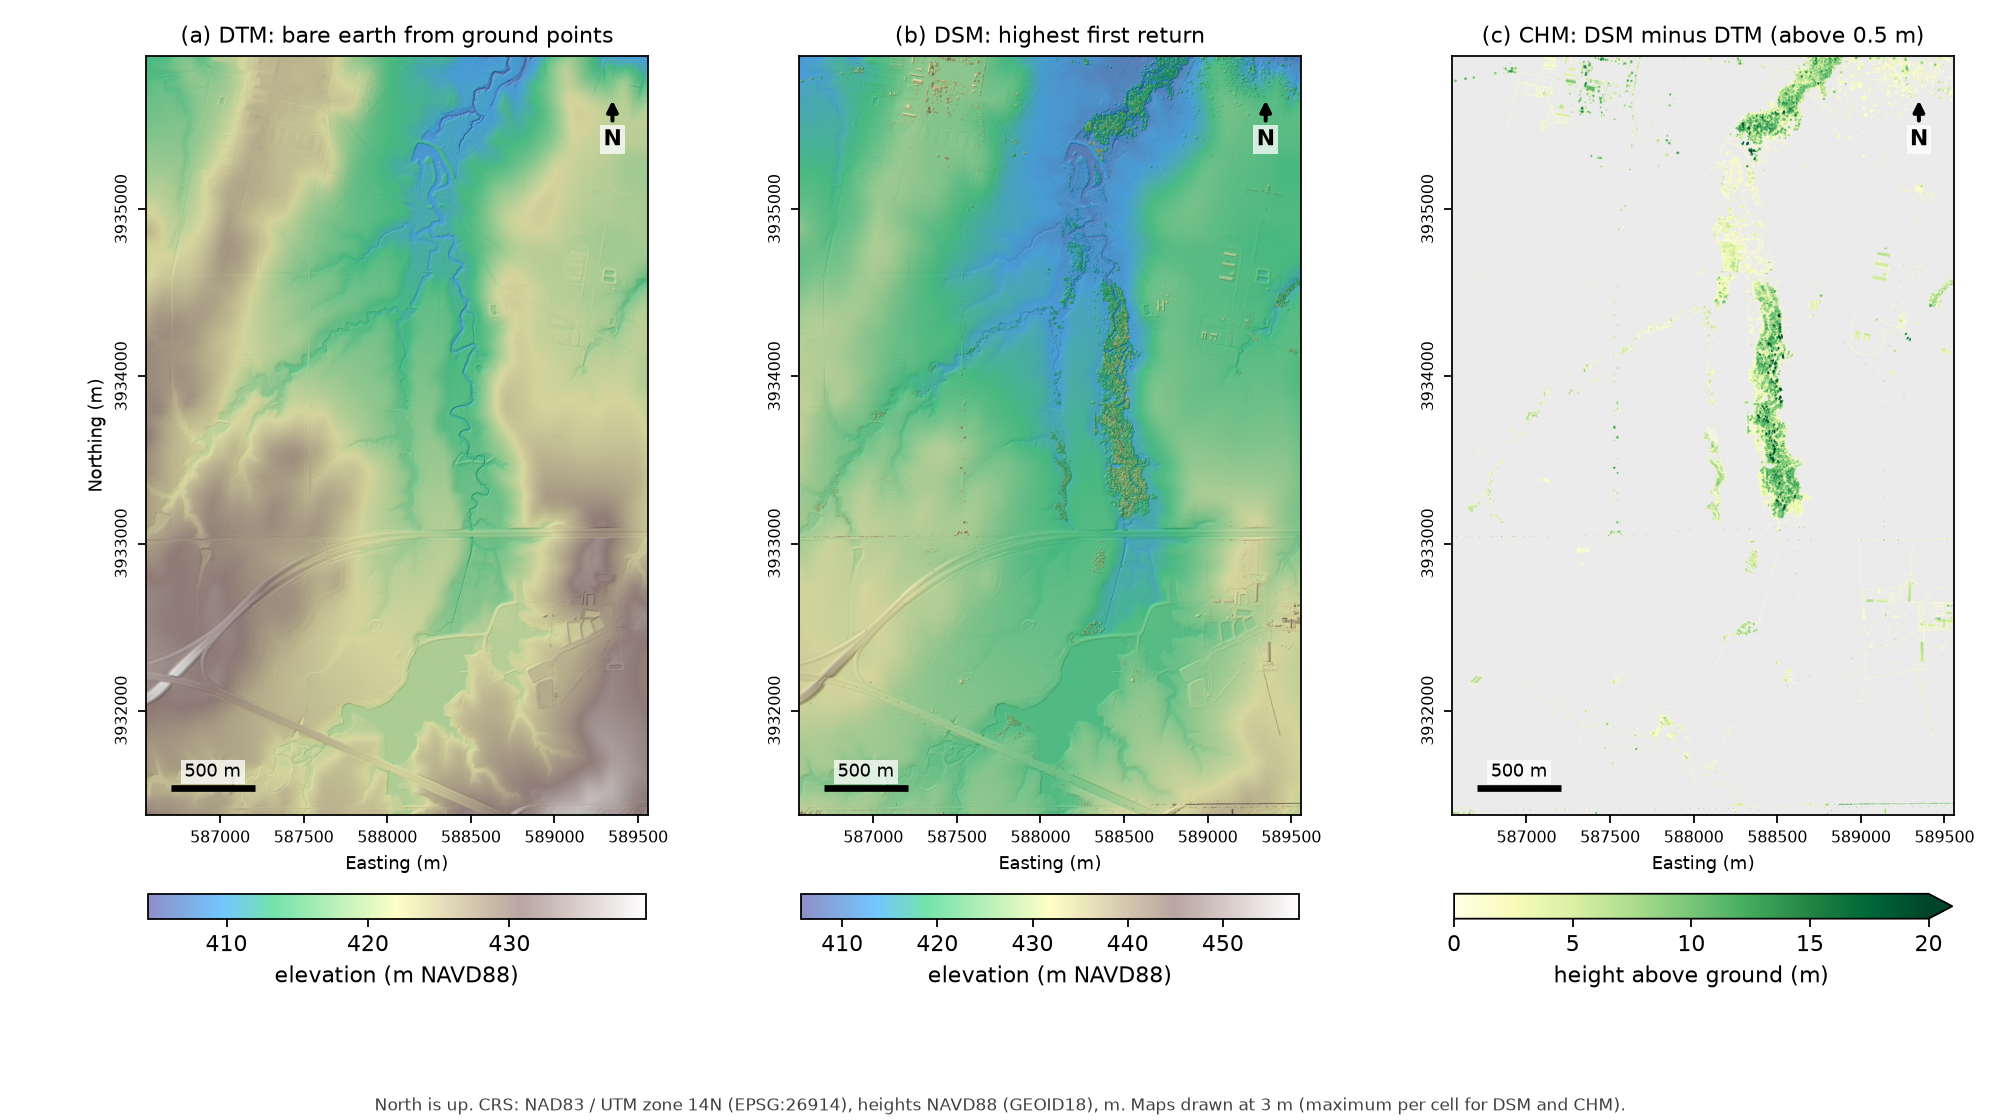 (a) DTM: bare earth from ground points
(b) DSM: highest first return
(c) CHM: DSM minus DTM (above 0.5 m)
N
N
N
Northing (m)
3935000
3934000
3933000
3932000
3935000
3934000
3933000
3932000
3935000
3934000
3933000
3932000
500 m
500 m
500 m
587000 587500 588000 588500 589000 589500
587000 587500 588000 588500 589000 589500
587000 587500 588000 588500 589000 589500
Easting (m)
Easting (m)
Easting (m)
410 420 430
410 420 430 440 450
0 5 10 15 20
elevation (m NAVD88)
elevation (m NAVD88)
height above ground (m)
North is up. CRS: NAD83 / UTM zone 14N (EPSG:26914), heights NAVD88 (GEOID18), m. Maps drawn at 3 m (maximum per cell for DSM and CHM).